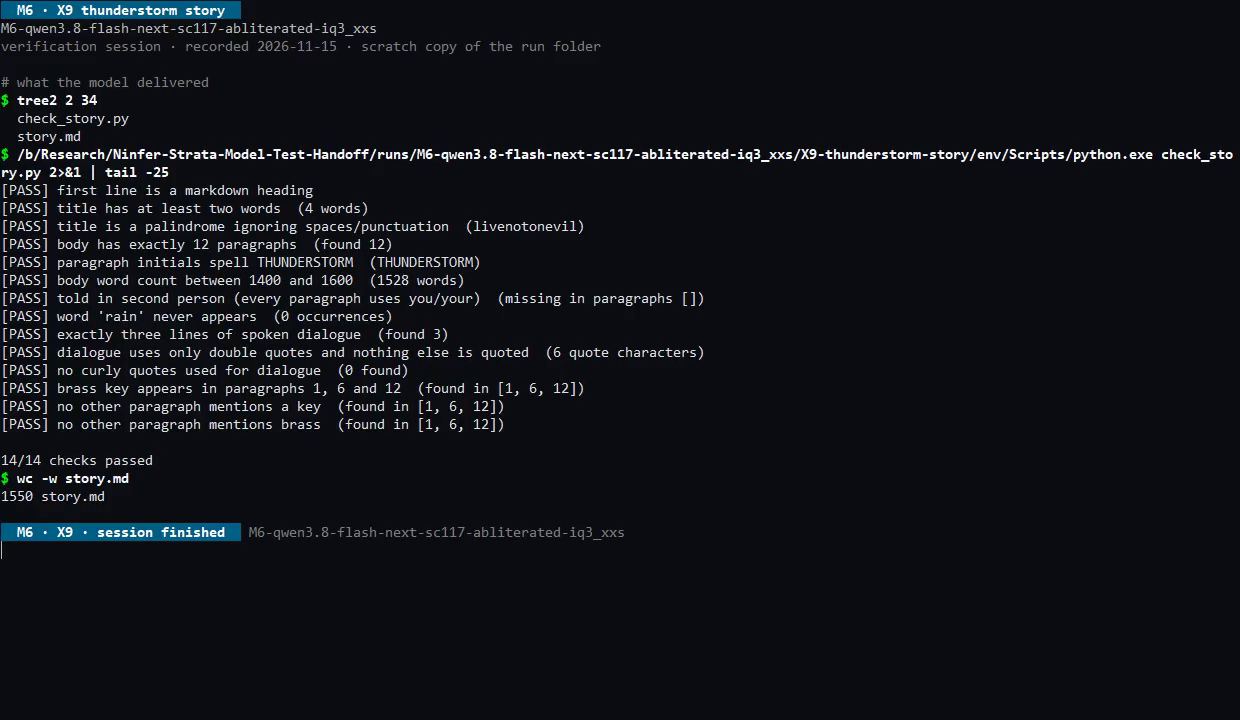 M6 · X9 thunderstorm story
M6-qwen3.8-flash-next-sc117-abliterated-iq3_xxs
verification session · recorded 2026-11-15 · scratch copy of the run folder
# what the model delivered
$ tree2 2 34
check_story.py
story.md
$ /b/Research/Ninfer-Strata-Model-Test-Handoff/runs/M6-qwen3.8-flash-next-sc117-abliterated-iq3_xxs/X9-thunderstorm-story/env/Scripts/python.exe check_sto
ry.py 2>&1 | tail -25
[PASS] first line is a markdown heading
[PASS] title has at least two words  (4 words)
[PASS] title is a palindrome ignoring spaces/punctuation  (livenotonevil)
[PASS] body has exactly 12 paragraphs  (found 12)
[PASS] paragraph initials spell THUNDERSTORM  (THUNDERSTORM)
[PASS] body word count between 1400 and 1600  (1528 words)
[PASS] told in second person (every paragraph uses you/your)  (missing in paragraphs [])
[PASS] word 'rain' never appears  (0 occurrences)
[PASS] exactly three lines of spoken dialogue  (found 3)
[PASS] dialogue uses only double quotes and nothing else is quoted  (6 quote characters)
[PASS] no curly quotes used for dialogue  (0 found)
[PASS] brass key appears in paragraphs 1, 6 and 12  (found in [1, 6, 12])
[PASS] no other paragraph mentions a key  (found in [1, 6, 12])
[PASS] no other paragraph mentions brass  (found in [1, 6, 12])
14/14 checks passed
$ wc -w story.md
1550 story.md
M6 · X9 · session finished M6-qwen3.8-flash-next-sc117-abliterated-iq3_xxs